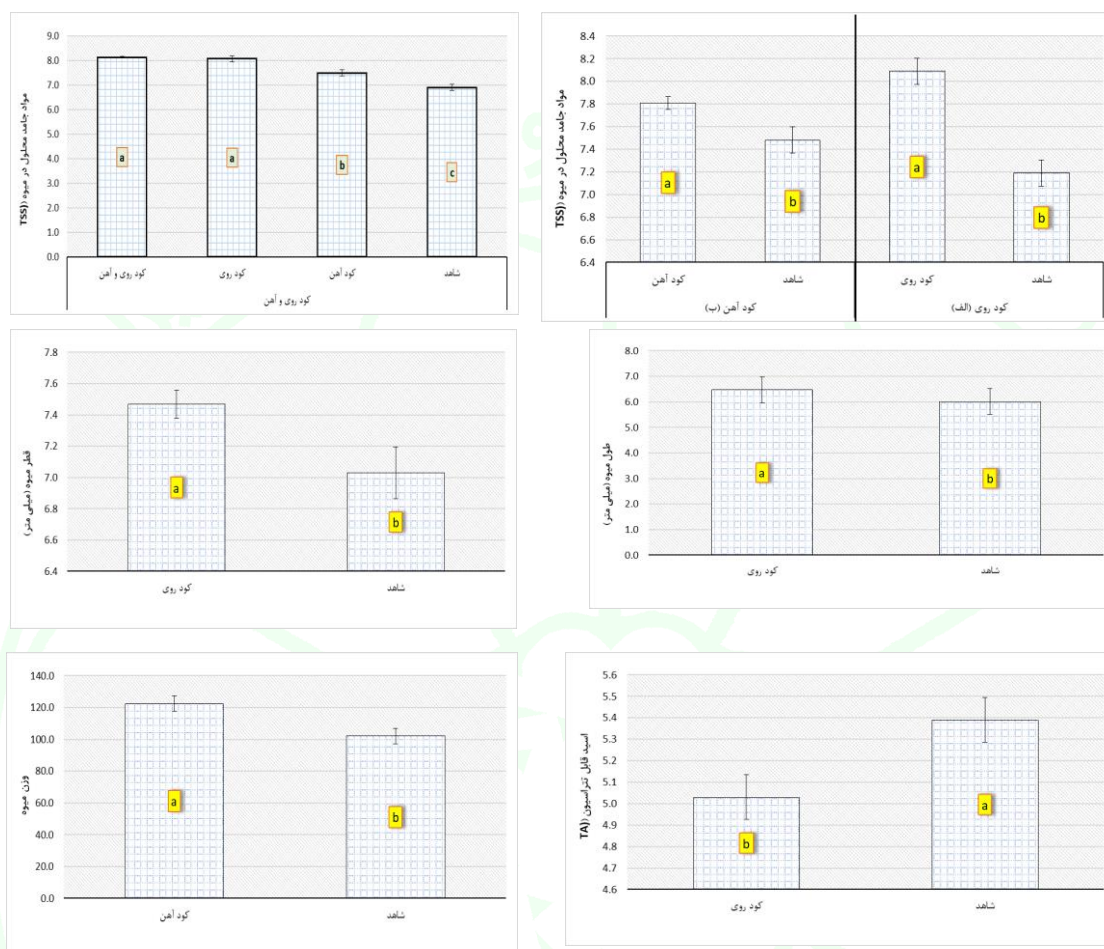 مواد جامد محلول در میوه ((TSS
9.0
8.0
7.0
6.0
5.0
4.0
3.0
2.0
1.0
0.0
a
a
b
c
کود روی و آهن
کود روی
کود آهن
شاهد
کود روی و آهن
مواد جامد محلول در میوه ((TSS
8.4
8.2
8.0
7.8
7.6
7.4
7.2
7.0
6.8
6.6
6.4
a
b
a
b
کود آهن
شاهد
کود روی
شاهد
کود آهن (ب)
کود روی (الف)
قطر میوه (میلی متر)
7.8
7.6
7.4
7.2
7.0
6.8
6.6
6.4
a
b
کود روی
شاهد
طول میوه (میلی متر)
8.0
7.0
6.0
5.0
4.0
3.0
2.0
1.0
0.0
a
b
کود روی
شاهد
وزن میوه
140.0
120.0
100.0
80.0
60.0
40.0
20.0
0.0
a
b
کود آهن
شاهد
اسید قابل تتراسیون ((TA
5.6
5.5
5.4
5.3
5.2
5.1
5.0
4.9
4.8
4.7
4.6
b
a
کود روی
شاهد